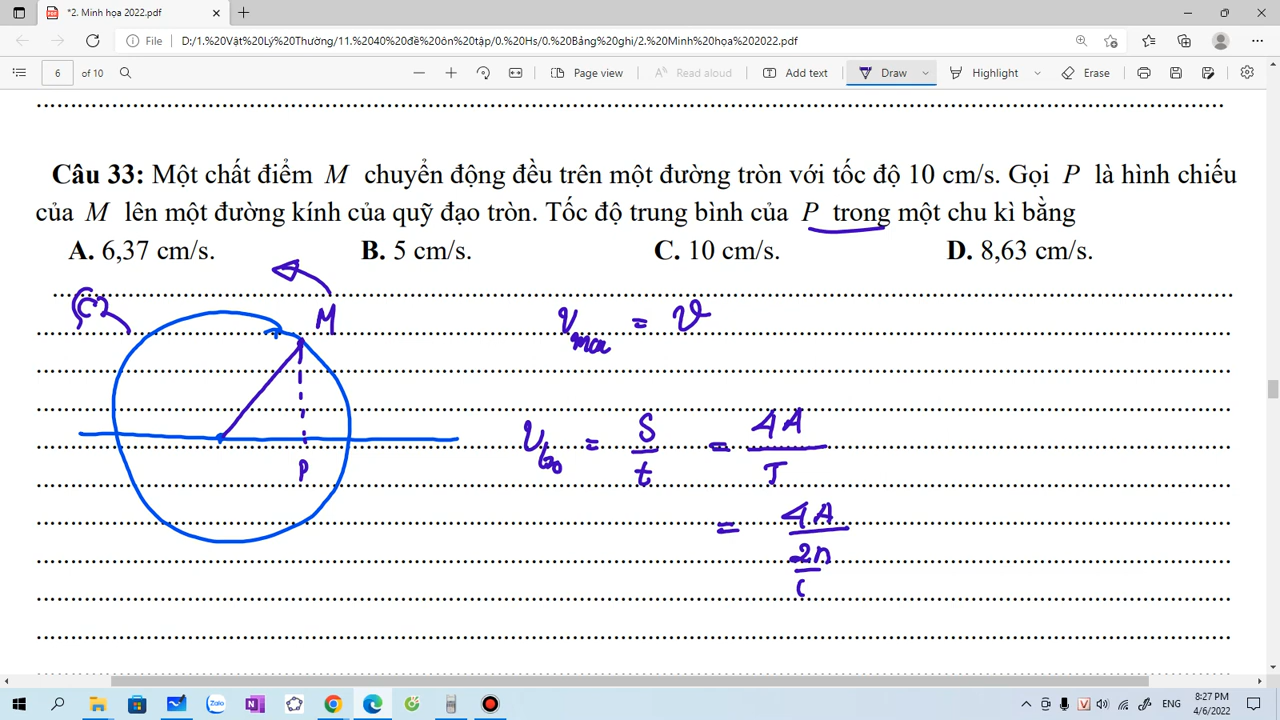 *2. Minh họa 2022.pdf
File D:/1.%20Vật%20Lý%20Thường/11.%2040%20đề%20ôn%20tập/0.%20Hs/0.%20Bảng%20ghi/2.%20Minh%20họa%202022.pdf
6 of 10 Page view Read aloud Add text Draw Highlight Erase
Câu 33: Một chất điểm M chuyển động đều trên một đường tròn với tốc độ 10 cm/s. Gọi P là hình chiếu
của M lên một đường kính của quỹ đạo tròn. Tốc độ trung bình của P trong một chu kì bằng
A. 6,37 cm/s. B. 5 cm/s. C. 10 cm/s. D. 8,63 cm/s.
M
v max = v
P
v tb = S/t = 4A/T
= 4A
2π
Zalo
ENG
8:27 PM
4/6/2022